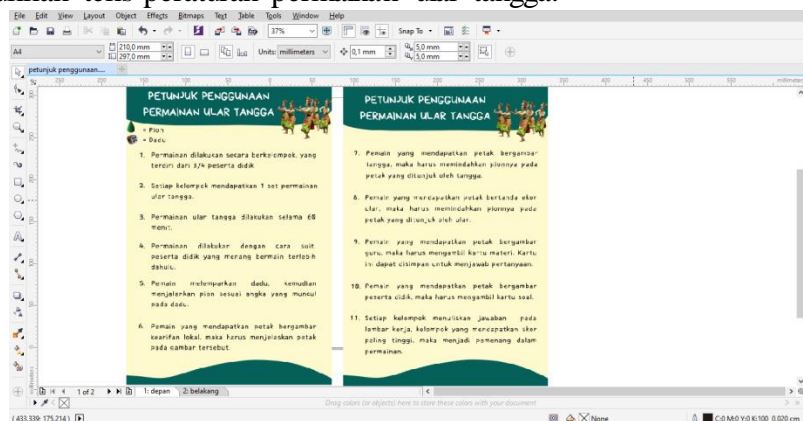 teks peraturan permainan ular tangga.
File Edit View Layout Object Effects Bitmaps Text Table Tools Window Help
37% Snap To
A4 210,0 mm 297,0 mm Units: millimeters 0,1 mm 5,0 mm 5,0 mm
petunjuk penggunaan....
millimeters
PETUNJUK PENGGUNAAN
PERMAINAN ULAR TANGGA
= Pion
= Dadu
1. Permainan dilakukan secara berkelompok, yang
terdiri dari 3/4 peserta didik
2. Setiap kelompok mendapatkan 1 set permainan
ular tangga.
3. Permainan ular tangga dilakukan selama 60
menit.
4. Permainan dilakukan dengan cara suit,
peserta didik yang menang bermain terlebih
dahulu.
5. Pemain melemparkan dadu, kemudian
menjalankan pion sesuai angka yang muncul
pada dadu.
6. Pemain yang mendapatkan petak bergambar
kearifan lokal, maka harus menjelaskan petak
pada gambar tersebut.
PETUNJUK PENGGUNAAN
PERMAINAN ULAR TANGGA
7. Pemain yang mendapatkan petak bergambar
tangga, maka harus memindahkan pionnya pada
petak yang ditunjuk oleh tangga.
8. Pemain yang mendapatkan petak bertanda ekor
ular, maka harus memindahkan pionnya pada
petak yang ditunjuk oleh ular.
9. Pemain yang mendapatkan petak bergambar
guru, maka harus mengambil kartu materi. Kartu
ini dapat disimpan untuk menjawab pertanyaan.
10. Pemain yang mendapatkan petak bergambar
peserta didik, maka harus mengambil kartu soal.
11. Setiap kelompok menuliskan jawaban pada
lembar kerja, kelompok yang mendapatkan skor
paling tinggi, maka menjadi pemenang dalam
permainan.
1 of 2 1: depan 2: belakang
Drag colors (or objects) here to store these colors with your document
(433,339; 175,214) None C:0 M:0 Y:0 K:100 0,020 cm